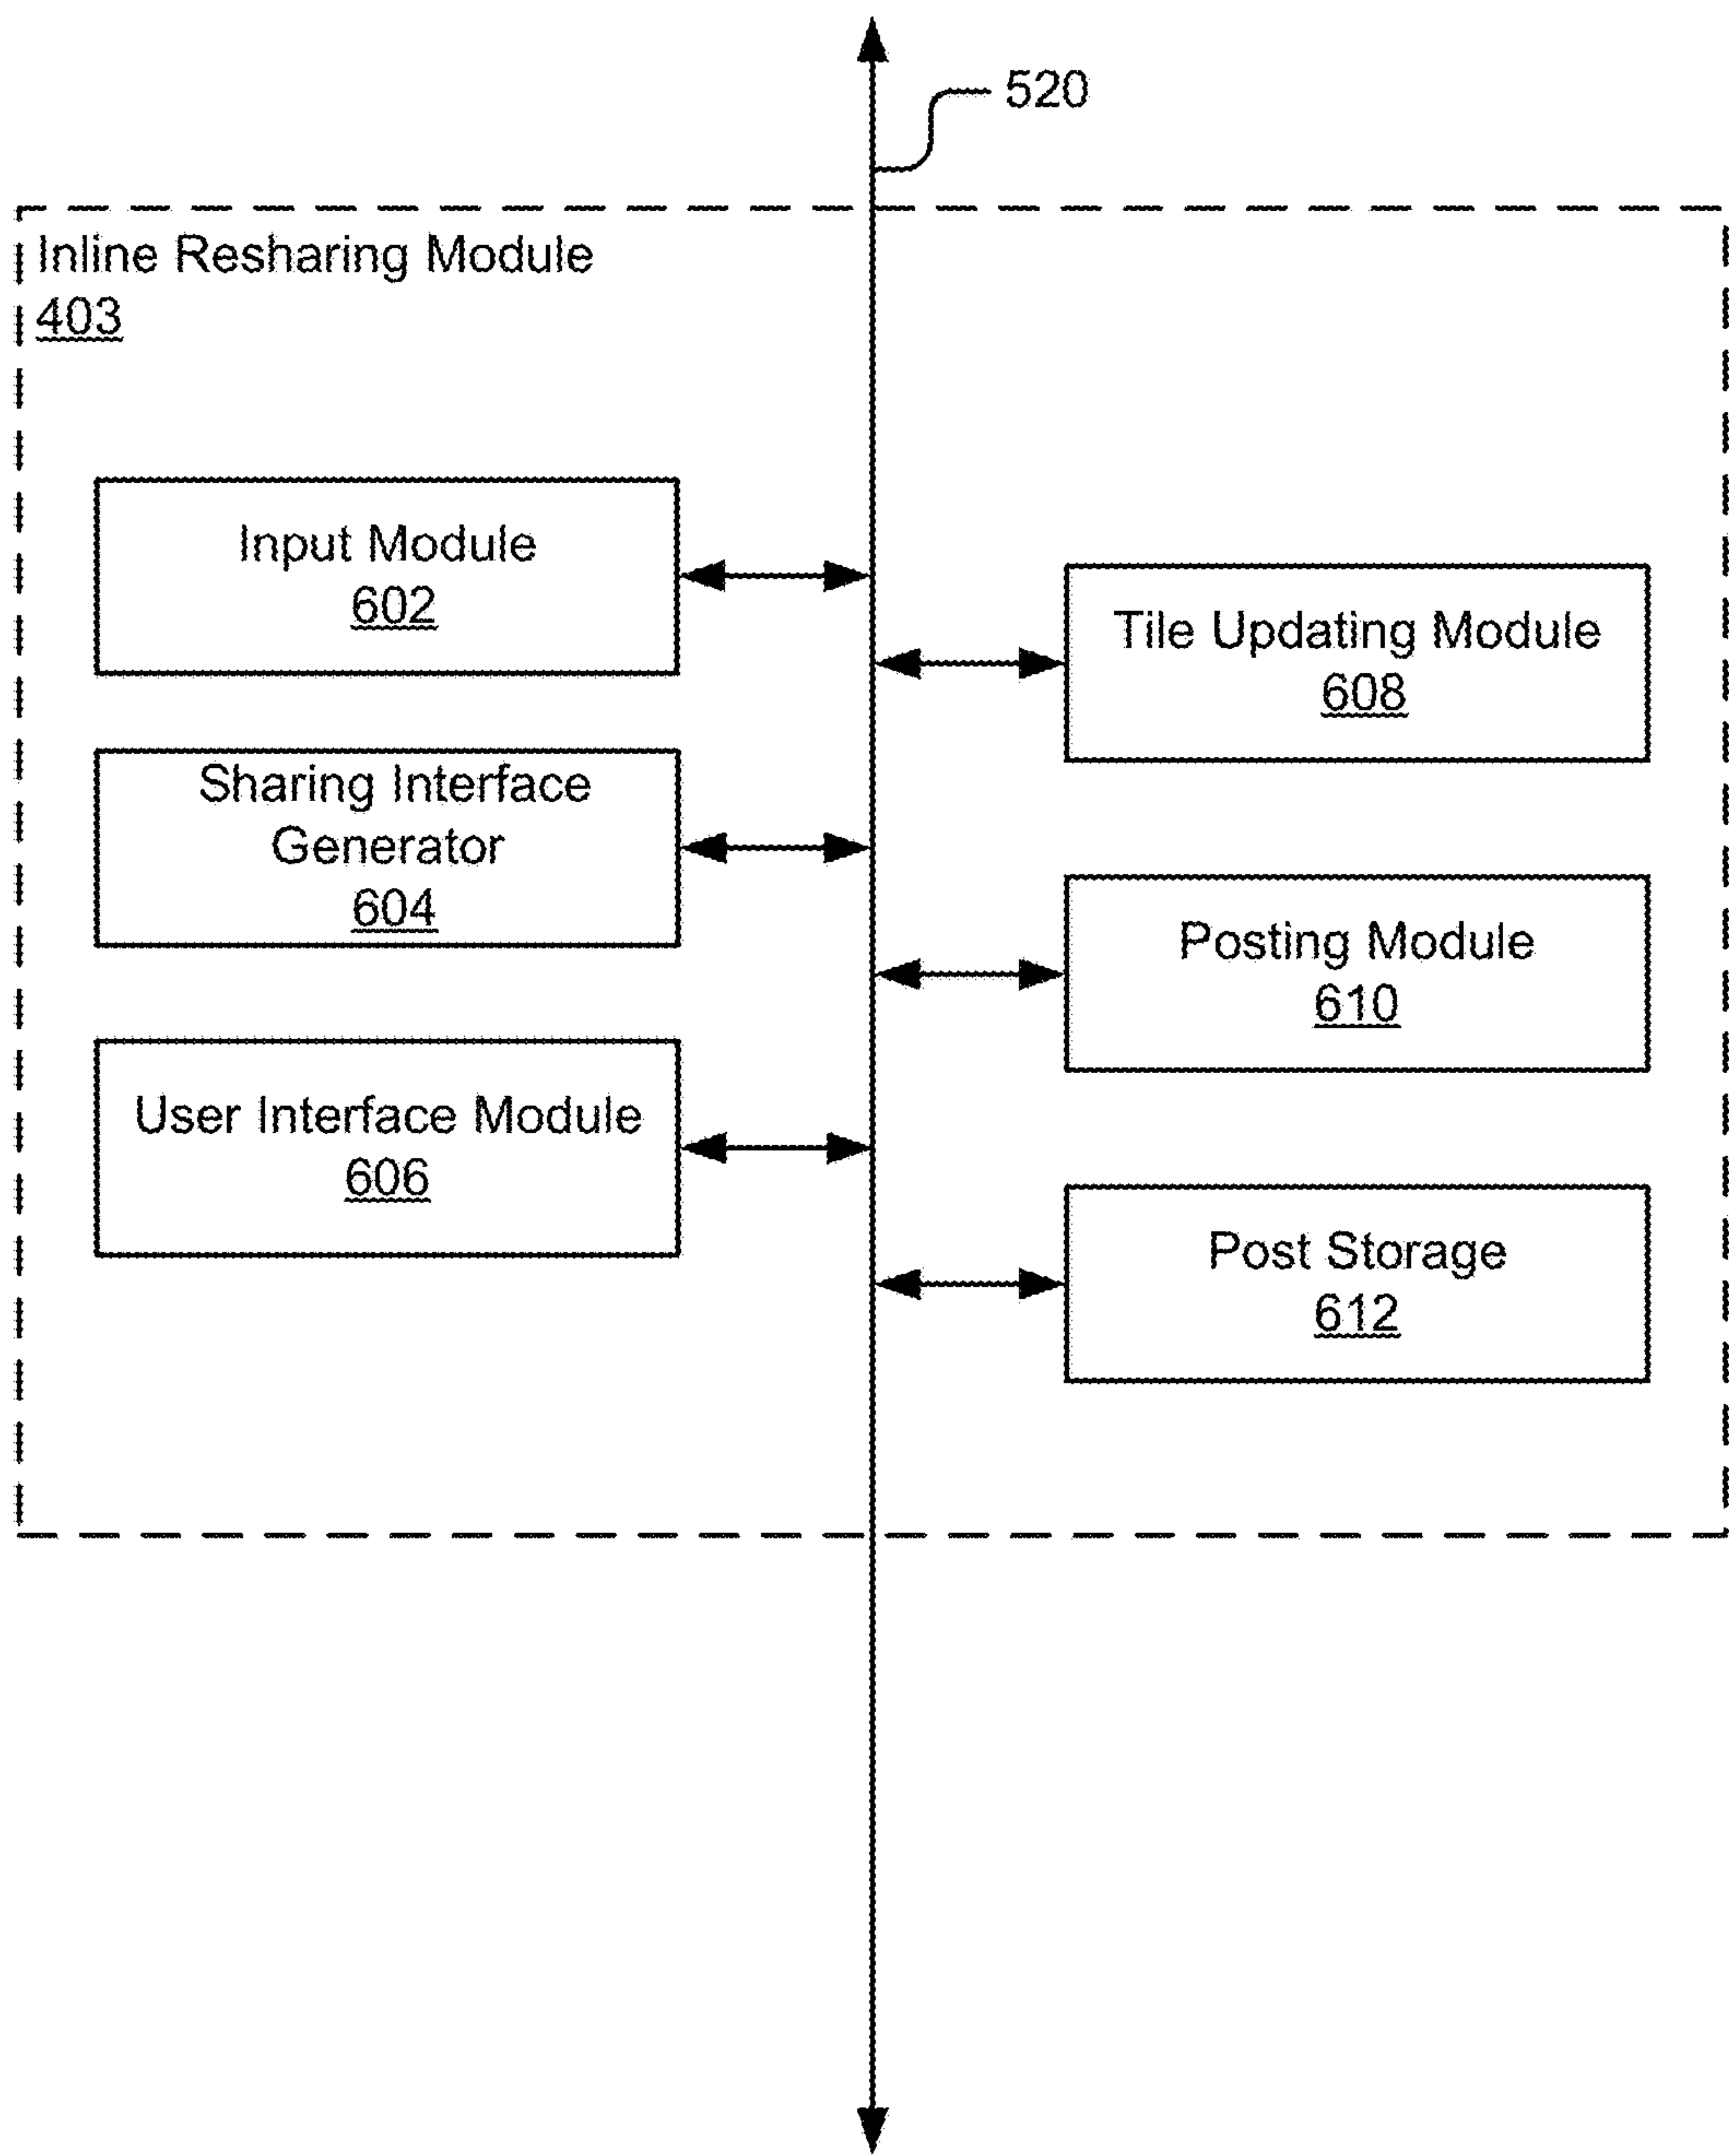 520
Inline Resharing Module
403
Input Module
602
Sharing Interface
Generator
604
User Interface Module
606
Tile Updating Module
608
Posting Module
610
Post Storage
612